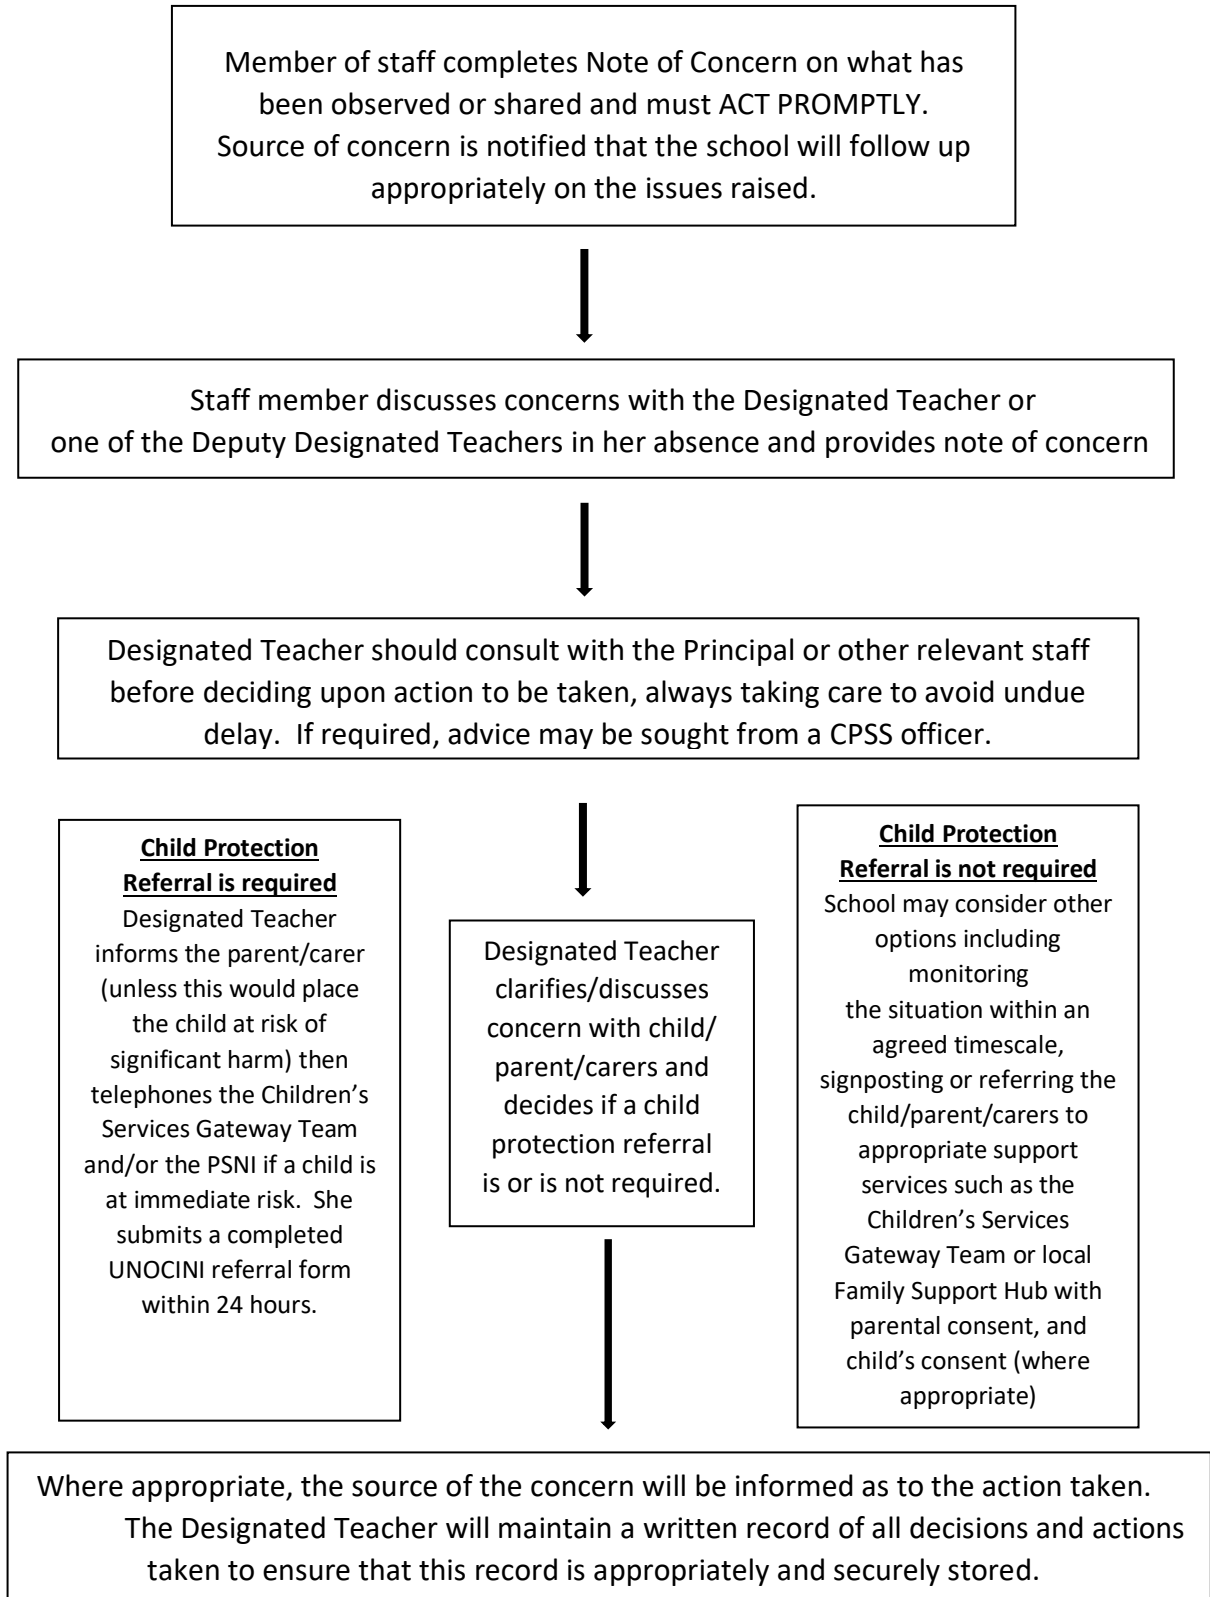 Member of staff completes Note of Concern on what has
been observed or shared and must ACT PROMPTLY.
Source of concern is notified that the school will follow up
appropriately on the issues raised.
Staff member discusses concerns with the Designated Teacher or
one of the Deputy Designated Teachers in her absence and provides note of concern
Designated Teacher should consult with the Principal or other relevant staff
before deciding upon action to be taken, always taking care to avoid undue
delay.  If required, advice may be sought from a CPSS officer.
Child Protection
Referral is required
Designated Teacher
informs the parent/carer
(unless this would place
the child at risk of
significant harm) then
telephones the Children’s
Services Gateway Team
and/or the PSNI if a child is
at immediate risk.  She
submits a completed
UNOCINI referral form
within 24 hours.
Designated Teacher
clarifies/discusses
concern with child/
parent/carers and
decides if a child
protection referral
is or is not required.
Child Protection
Referral is not required
School may consider other
options including
monitoring
the situation within an
agreed timescale,
signposting or referring the
child/parent/carers to
appropriate support
services such as the
Children’s Services
Gateway Team or local
Family Support Hub with
parental consent, and
child’s consent (where
appropriate)
Where appropriate, the source of the concern will be informed as to the action taken.
The Designated Teacher will maintain a written record of all decisions and actions
taken to ensure that this record is appropriately and securely stored.